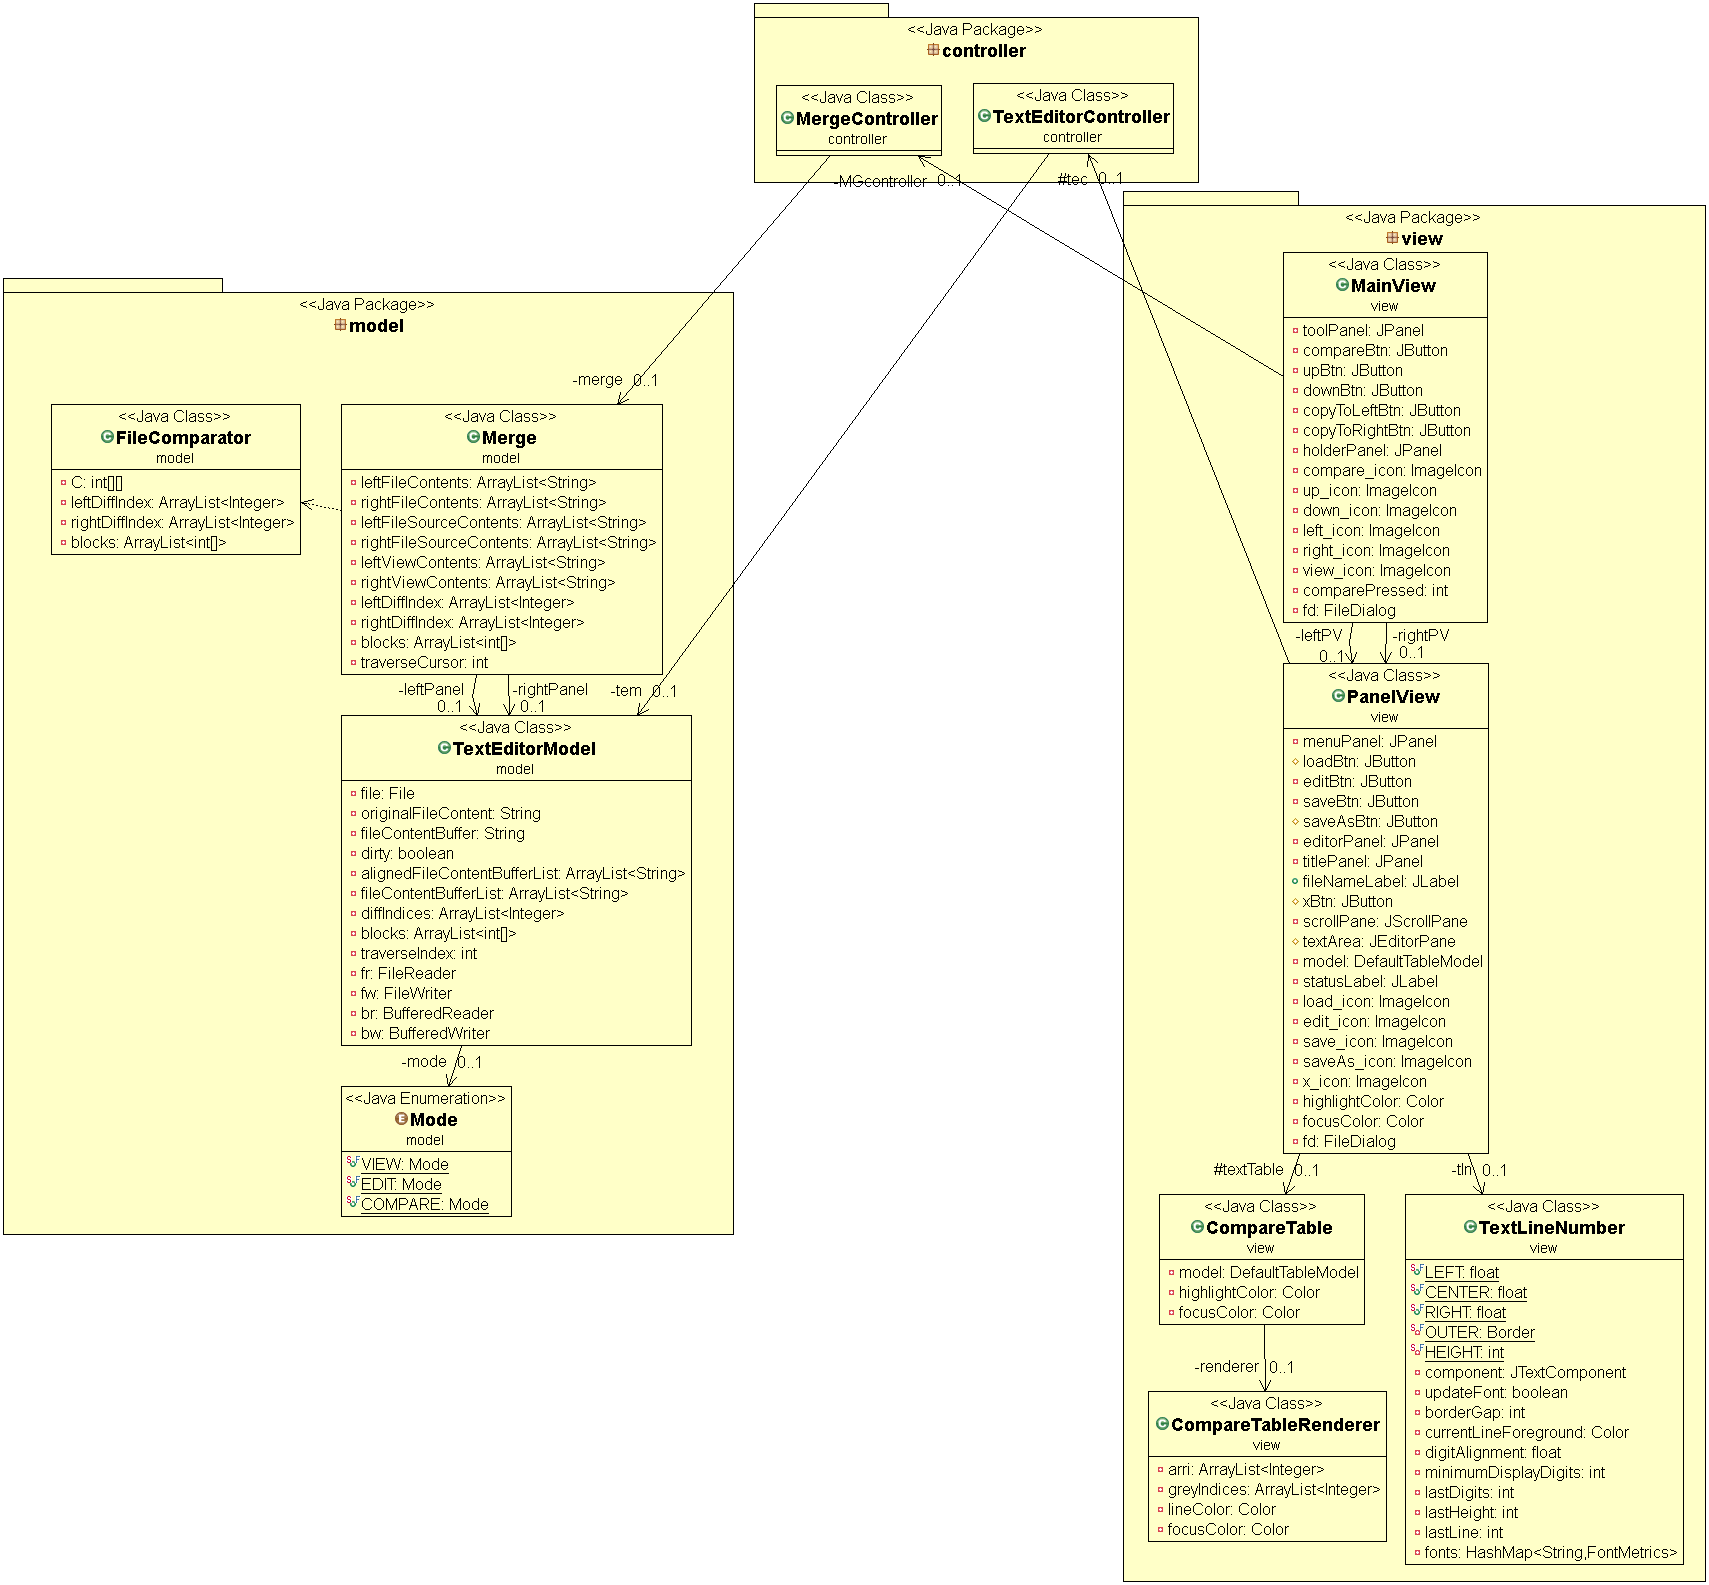 <<Java Package>>
controller
<<Java Class>>
MergeController
controller
<<Java Class>>
TextEditorController
controller
-MGcontroller 0..1
#tec 0..1
<<Java Package>>
model
-merge 0..1
<<Java Class>>
FileComparator
model
C: int[][]
leftDiffIndex: ArrayList<Integer>
rightDiffIndex: ArrayList<Integer>
blocks: ArrayList<int[]>
<<Java Class>>
Merge
model
leftFileContents: ArrayList<String>
rightFileContents: ArrayList<String>
leftFileSourceContents: ArrayList<String>
rightFileSourceContents: ArrayList<String>
leftViewContents: ArrayList<String>
rightViewContents: ArrayList<String>
leftDiffIndex: ArrayList<Integer>
rightDiffIndex: ArrayList<Integer>
blocks: ArrayList<int[]>
traverseCursor: int
-leftPanel
0..1
-rightPanel
0..1
-tem 0..1
<<Java Class>>
TextEditorModel
model
file: File
originalFileContent: String
fileContentBuffer: String
dirty: boolean
alignedFileContentBufferList: ArrayList<String>
fileContentBufferList: ArrayList<String>
diffIndices: ArrayList<Integer>
blocks: ArrayList<int[]>
traverseIndex: int
fr: FileReader
fw: FileWriter
br: BufferedReader
bw: BufferedWriter
-mode 0..1
<<Java Enumeration>>
Mode
model
VIEW: Mode
EDIT: Mode
COMPARE: Mode
<<Java Package>>
view
<<Java Class>>
MainView
view
toolPanel: JPanel
compareBtn: JButton
upBtn: JButton
downBtn: JButton
copyToLeftBtn: JButton
copyToRightBtn: JButton
holderPanel: JPanel
compare_icon: ImageIcon
up_icon: ImageIcon
down_icon: ImageIcon
left_icon: ImageIcon
right_icon: ImageIcon
view_icon: ImageIcon
comparePressed: int
fd: FileDialog
-leftPV
0..1
-rightPV
0..1
<<Java Class>>
PanelView
view
menuPanel: JPanel
loadBtn: JButton
editBtn: JButton
saveBtn: JButton
saveAsBtn: JButton
editorPanel: JPanel
titlePanel: JPanel
fileNameLabel: JLabel
xBtn: JButton
scrollPane: JScrollPane
textArea: JEditorPane
model: DefaultTableModel
statusLabel: JLabel
load_icon: ImageIcon
edit_icon: ImageIcon
save_icon: ImageIcon
saveAs_icon: ImageIcon
x_icon: ImageIcon
highlightColor: Color
focusColor: Color
fd: FileDialog
#textTable 0..1
-tln 0..1
<<Java Class>>
CompareTable
view
model: DefaultTableModel
highlightColor: Color
focusColor: Color
-renderer 0..1
<<Java Class>>
CompareTableRenderer
view
arri: ArrayList<Integer>
greyIndices: ArrayList<Integer>
lineColor: Color
focusColor: Color
<<Java Class>>
TextLineNumber
view
LEFT: float
CENTER: float
RIGHT: float
OUTER: Border
HEIGHT: int
component: JTextComponent
updateFont: boolean
borderGap: int
currentLineForeground: Color
digitAlignment: float
minimumDisplayDigits: int
lastDigits: int
lastHeight: int
lastLine: int
fonts: HashMap<String,FontMetrics>